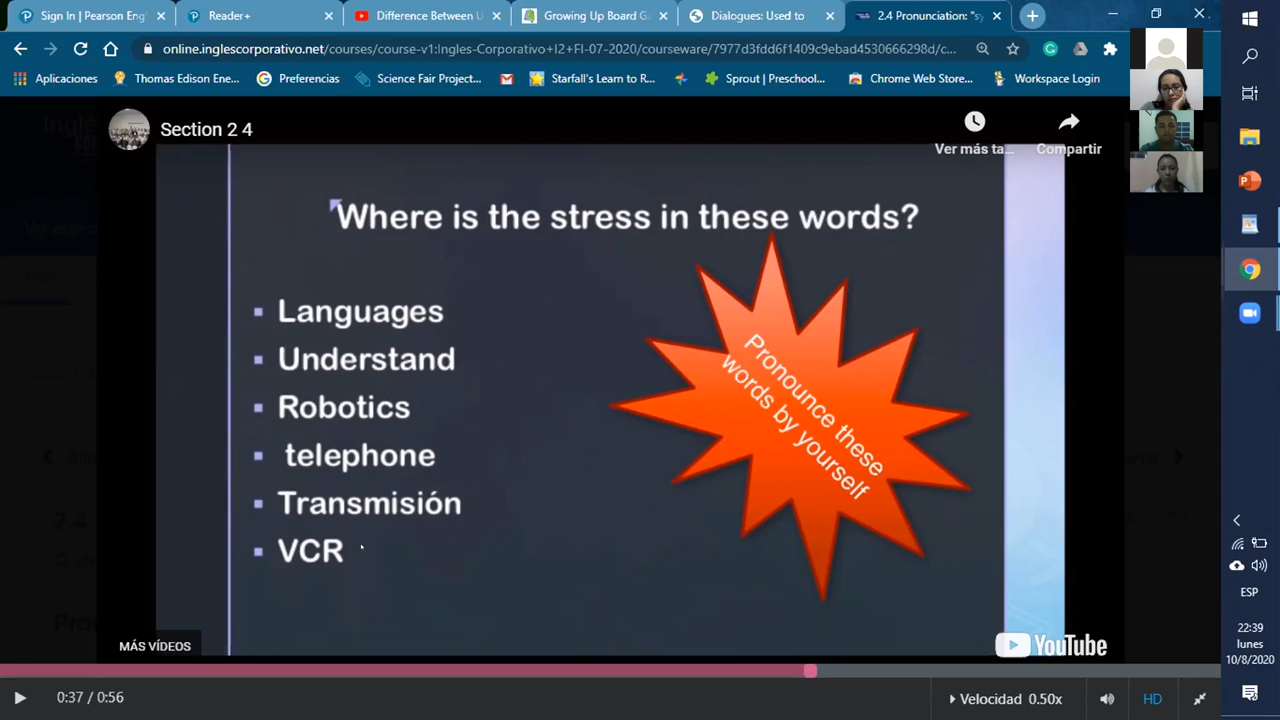 Sign In | Pearson Eng
Reader+
Difference Between U
Growing Up Board Ga
Dialogues: Used to
2.4 Pronunciation: "sy
online.inglescorporativo.net/courses/course-v1:Ingles-Corporativo+I2+FI-07-2020/courseware/7977d3fdd6f1409c9ebad4530666298d/c...
Aplicaciones
Thomas Edison Ene...
Preferencias
Science Fair Project...
Starfall's Learn to R...
Sprout | Preschool...
Chrome Web Store...
Workspace Login
Section 2 4
Ver más ta...
Compartir
Where is the stress in these words?
Languages
Understand
Robotics
telephone
Transmisión
VCR
Pronounce these
words by yourself
MÁS VÍDEOS
YouTube
0:37 / 0:56
Velocidad 0.50x
HD
ESP
22:39
lunes
10/8/2020